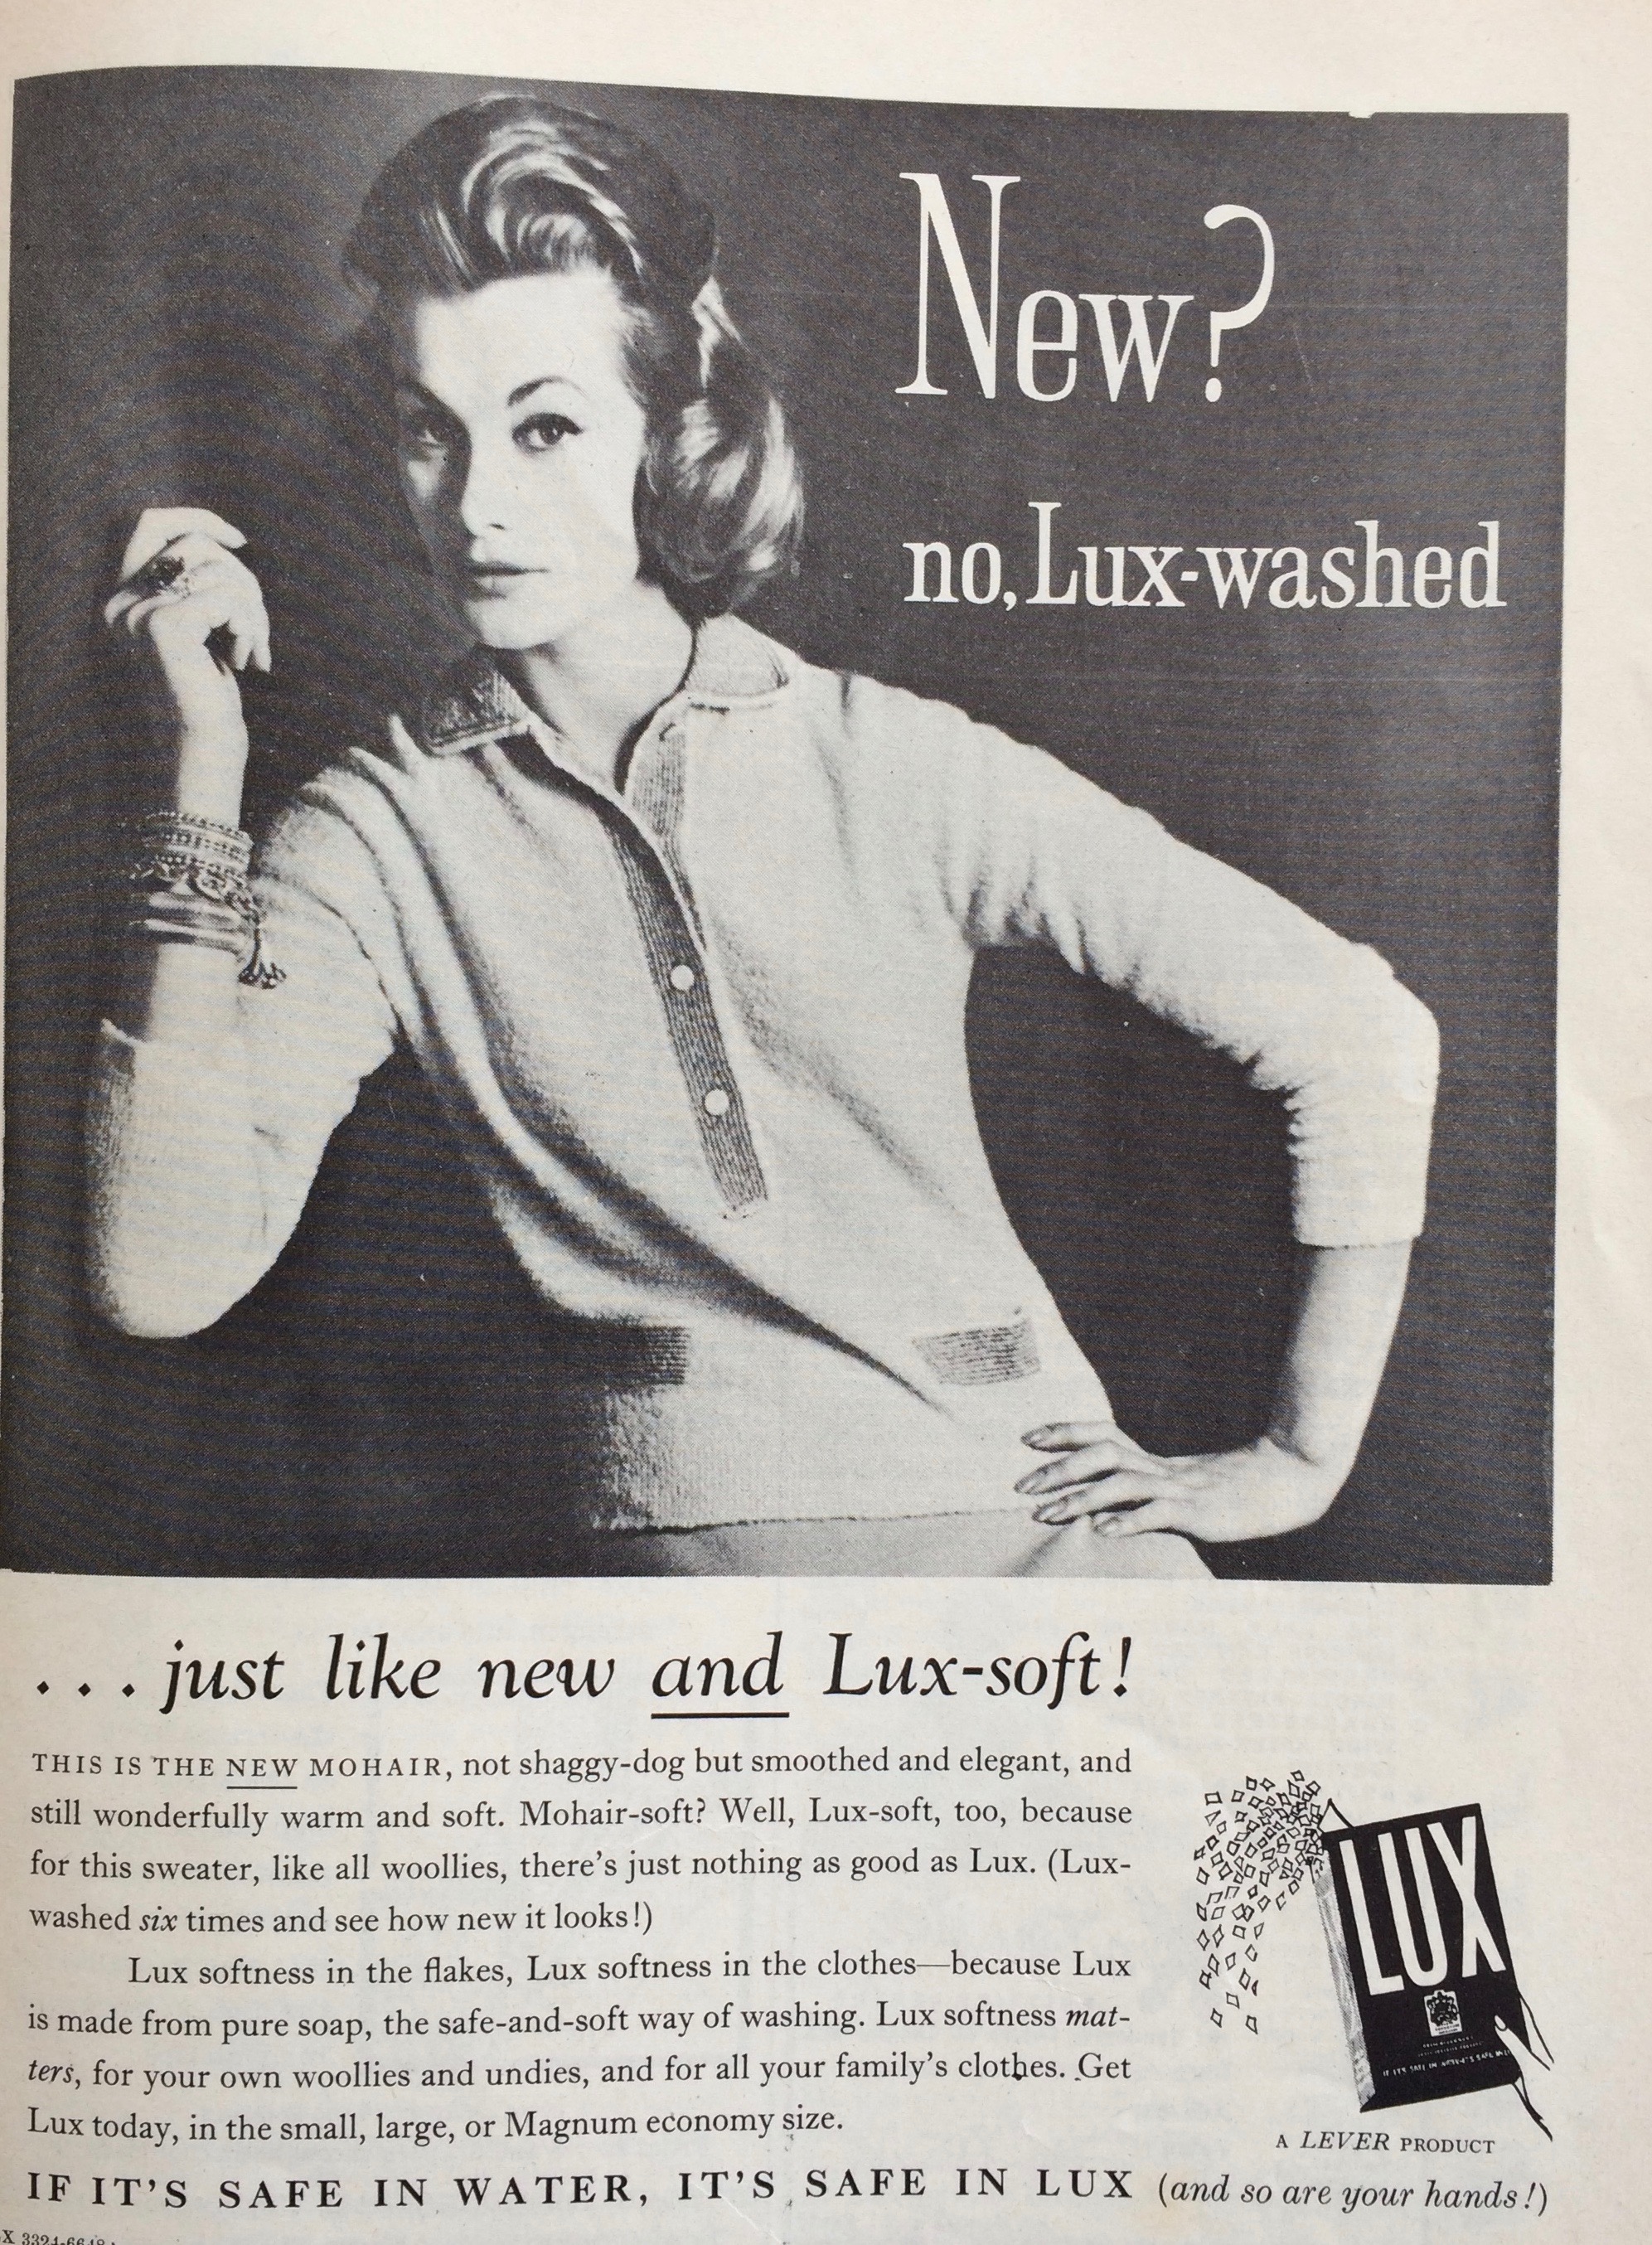 New?
no, Lux-washed
. . . just like new and Lux-soft!
THIS IS THE NEW MOHAIR, not shaggy-dog but smoothed and elegant, and
still wonderfully warm and soft. Mohair-soft? Well, Lux-soft, too, because
for this sweater, like all woollies, there's just nothing as good as Lux. (Lux-
washed six times and see how new it looks!)
Lux softness in the flakes, Lux softness in the clothes—because Lux
is made from pure soap, the safe-and-soft way of washing. Lux softness mat-
ters, for your own woollies and undies, and for all your family's clothes. Get
Lux today, in the small, large, or Magnum economy size.
LUX
A LEVER PRODUCT
IF IT'S SAFE IN WATER, IT'S SAFE IN LUX (and so are your hands!)
X 3324-6648